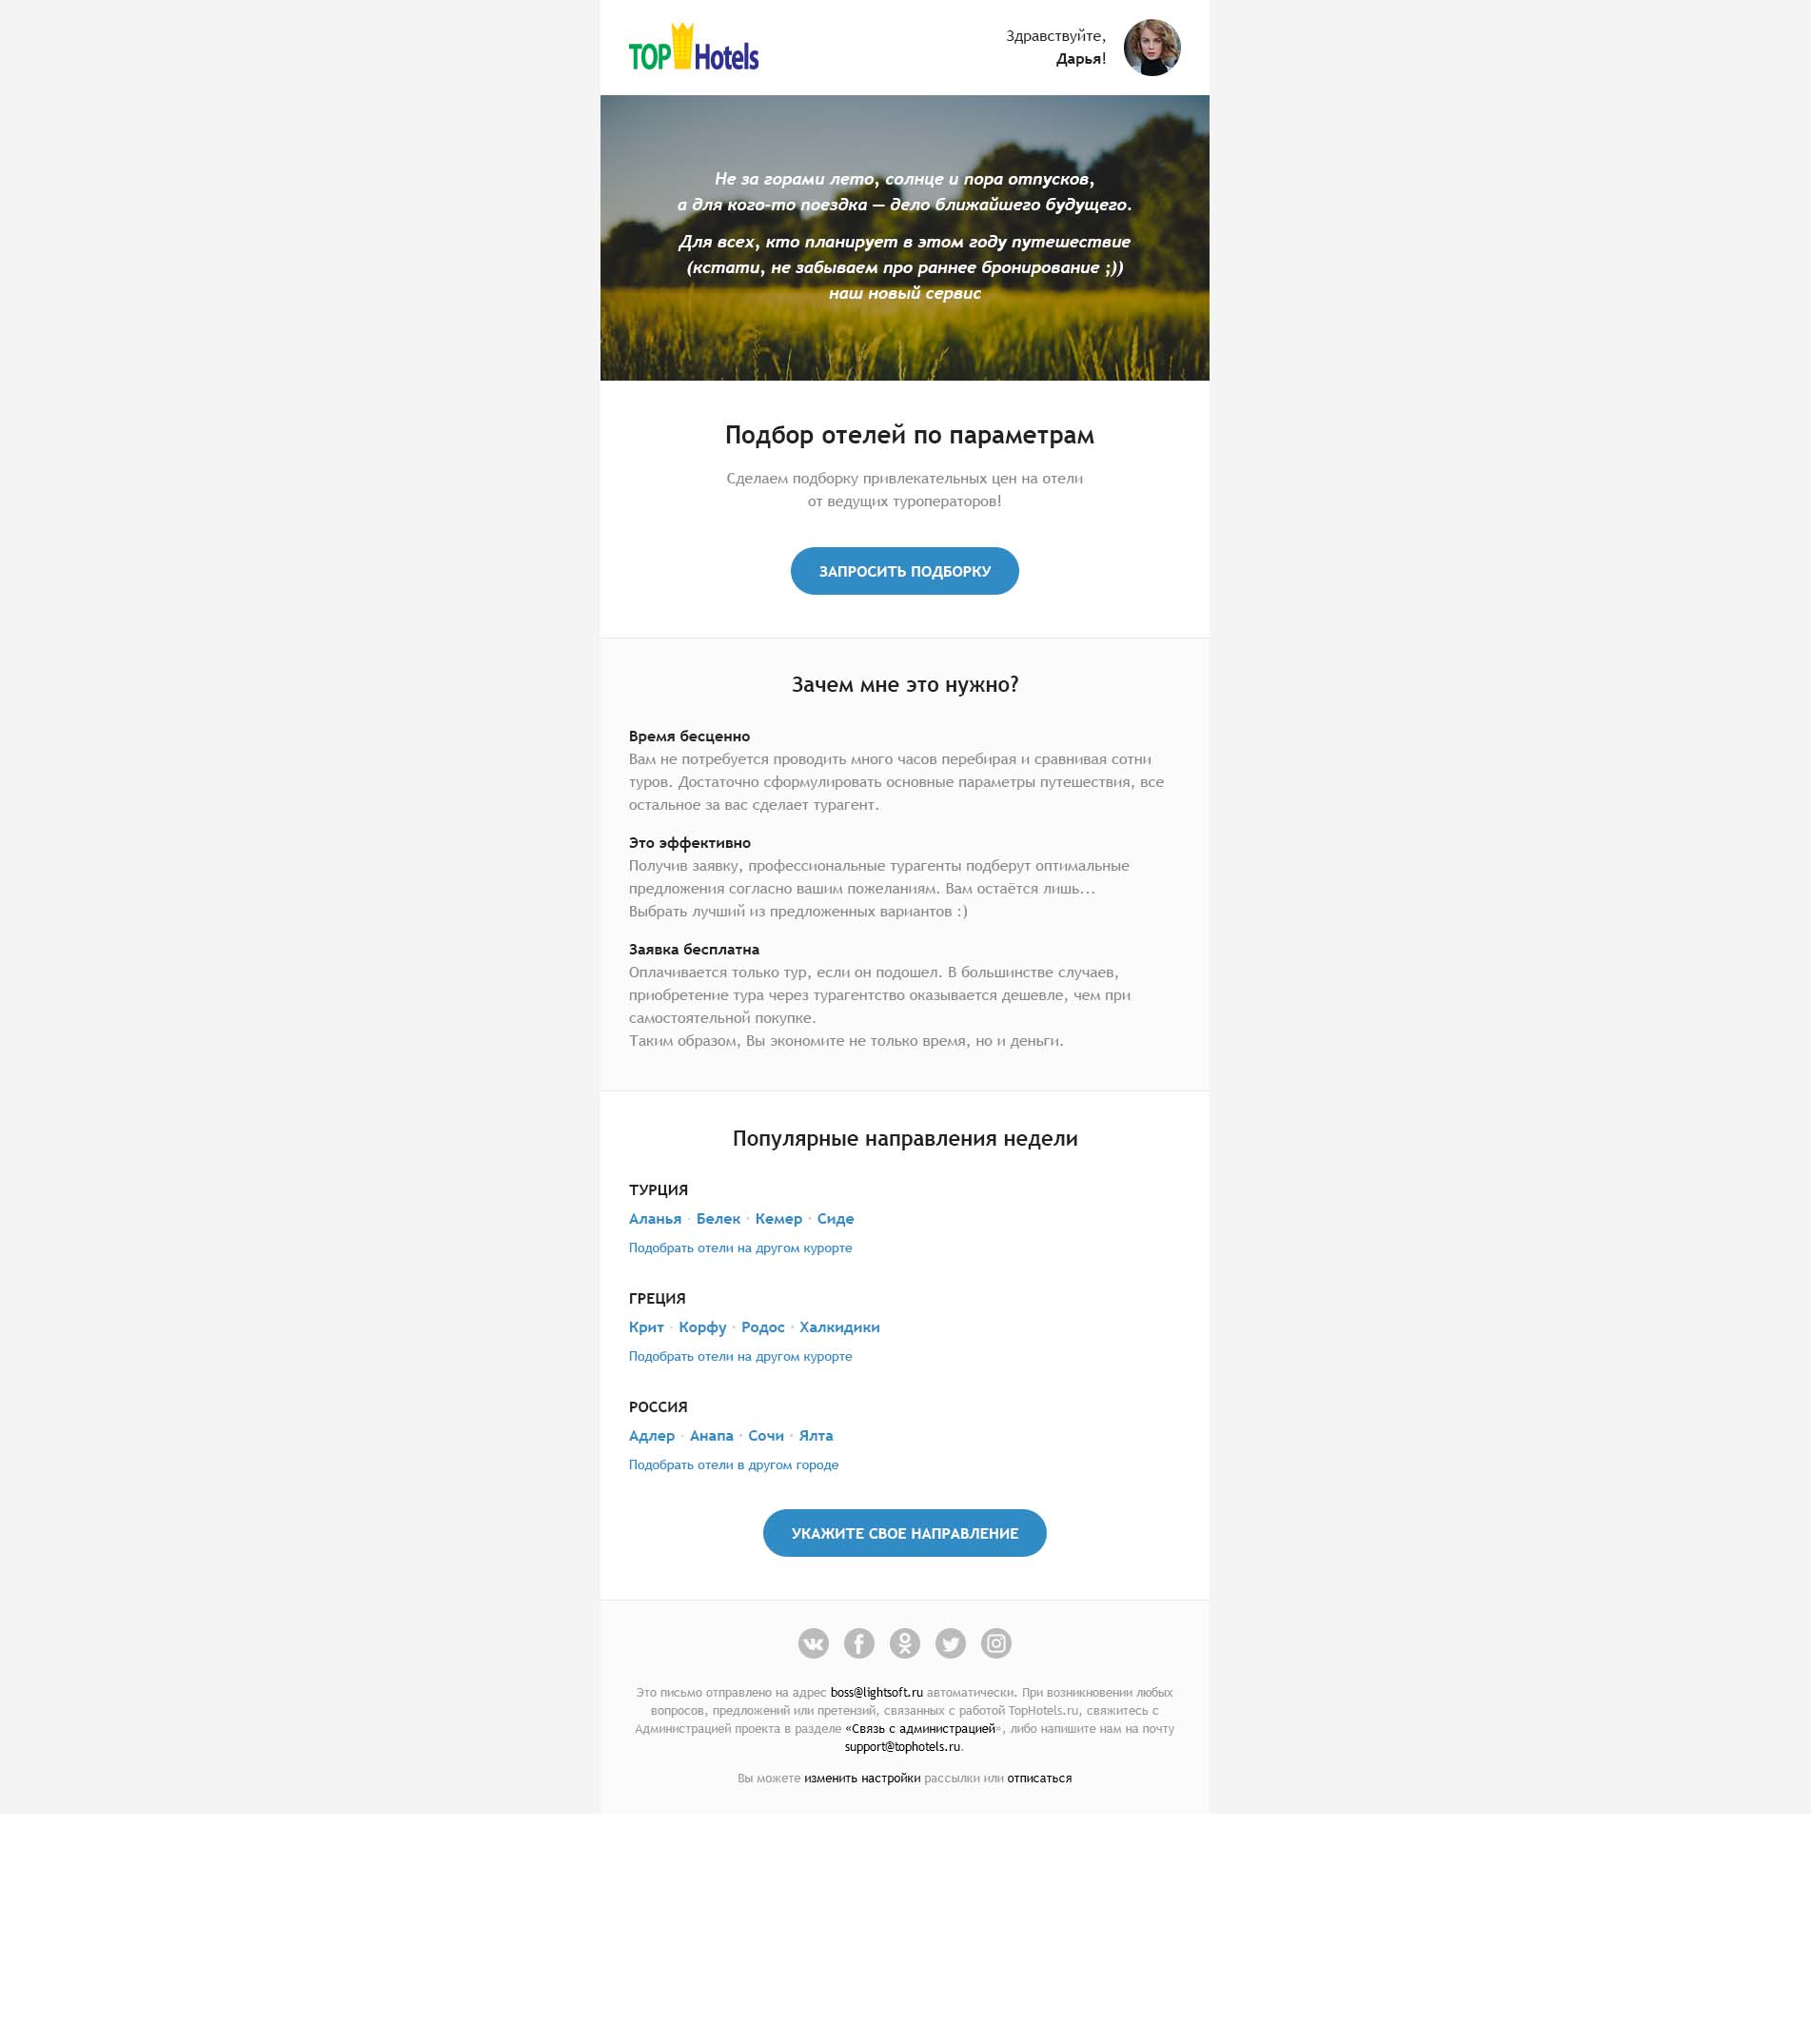 TOP Hotels
Здравствуйте,
Дарья!
Не за горами лето, солнце и пора отпусков,
а для кого-то поездка — дело ближайшего будущего.
Для всех, кто планирует в этом году путешествие
(кстати, не забываем про раннее бронирование ;))
наш новый сервис
Подбор отелей по параметрам
Сделаем подборку привлекательных цен на отели
от ведущих туроператоров!
ЗАПРОСИТЬ ПОДБОРКУ
Зачем мне это нужно?
Время бесценно
Вам не потребуется проводить много часов перебирая и сравнивая сотни
туров. Достаточно сформулировать основные параметры путешествия, все
остальное за вас сделает турагент.
Это эффективно
Получив заявку, профессиональные турагенты подберут оптимальные
предложения согласно вашим пожеланиям. Вам остаётся лишь...
Выбрать лучший из предложенных вариантов :)
Заявка бесплатна
Оплачивается только тур, если он подошел. В большинстве случаев,
приобретение тура через турагентство оказывается дешевле, чем при
самостоятельной покупке.
Таким образом, Вы экономите не только время, но и деньги.
Популярные направления недели
ТУРЦИЯ
Аланья · Белек · Кемер · Сиде
Подобрать отели на другом курорте
ГРЕЦИЯ
Крит · Корфу · Родос · Халкидики
Подобрать отели на другом курорте
РОССИЯ
Адлер · Анапа · Сочи · Ялта
Подобрать отели в другом городе
УКАЖИТЕ СВОЕ НАПРАВЛЕНИЕ
Это письмо отправлено на адрес boss@lightsoft.ru автоматически. При возникновении любых
вопросов, предложений или претензий, связанных с работой TopHotels.ru, свяжитесь с
Администрацией проекта в разделе «Связь с администрацией», либо напишите нам на почту
support@tophotels.ru.
Вы можете изменить настройки рассылки или отписаться